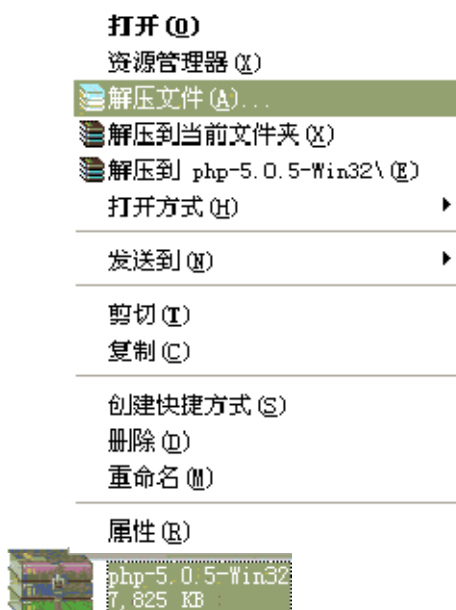 打开(O)
资源管理器(X)
解压文件(A)...
解压到当前文件夹(X)
解压到 php-5.0.5-Win32\(E)
打开方式(H)
发送到(N)
剪切(T)
复制(C)
创建快捷方式(S)
删除(D)
重命名(M)
属性(R)
php-5.0.5-Win32
7,825 KB